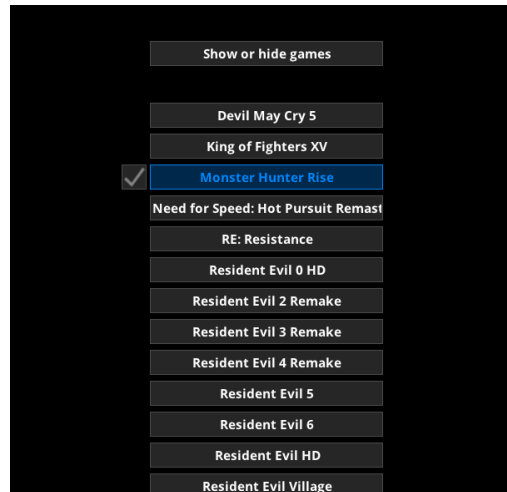 Show or hide games
Devil May Cry 5
King of Fighters XV
Monster Hunter Rise
Need for Speed: Hot Pursuit Remast
RE: Resistance
Resident Evil 0 HD
Resident Evil 2 Remake
Resident Evil 3 Remake
Resident Evil 4 Remake
Resident Evil 5
Resident Evil 6
Resident Evil HD
Resident Evil Village